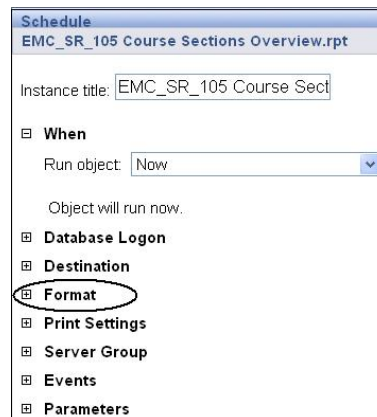 Schedule
EMC_SR_105 Course Sections Overview.rpt
Instance title: EMC_SR_105 Course Sect
When
Run object: Now
Object will run now.
Database Logon
Destination
Format
Print Settings
Server Group
Events
Parameters